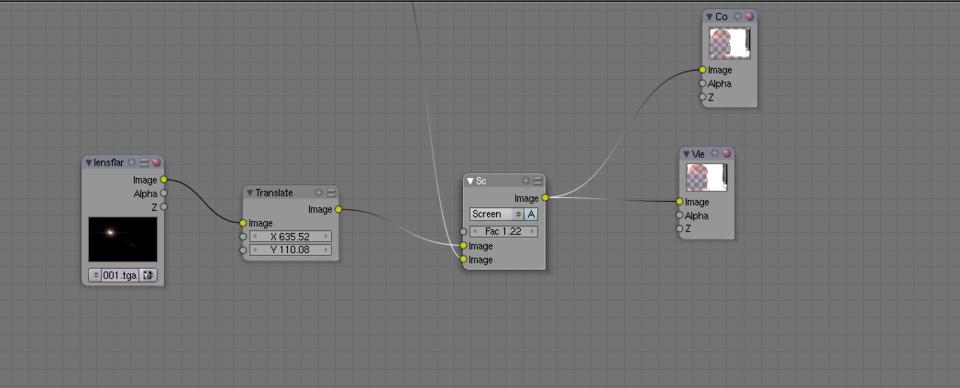 Co
Image
Alpha
Z
lensflar
Image
Alpha
Z
001.tga
Translate
Image
Image
X 635.52
Y 110.08
Sc
Image
Screen A
Fac 1.22
Image
Image
Vie
Image
Alpha
Z